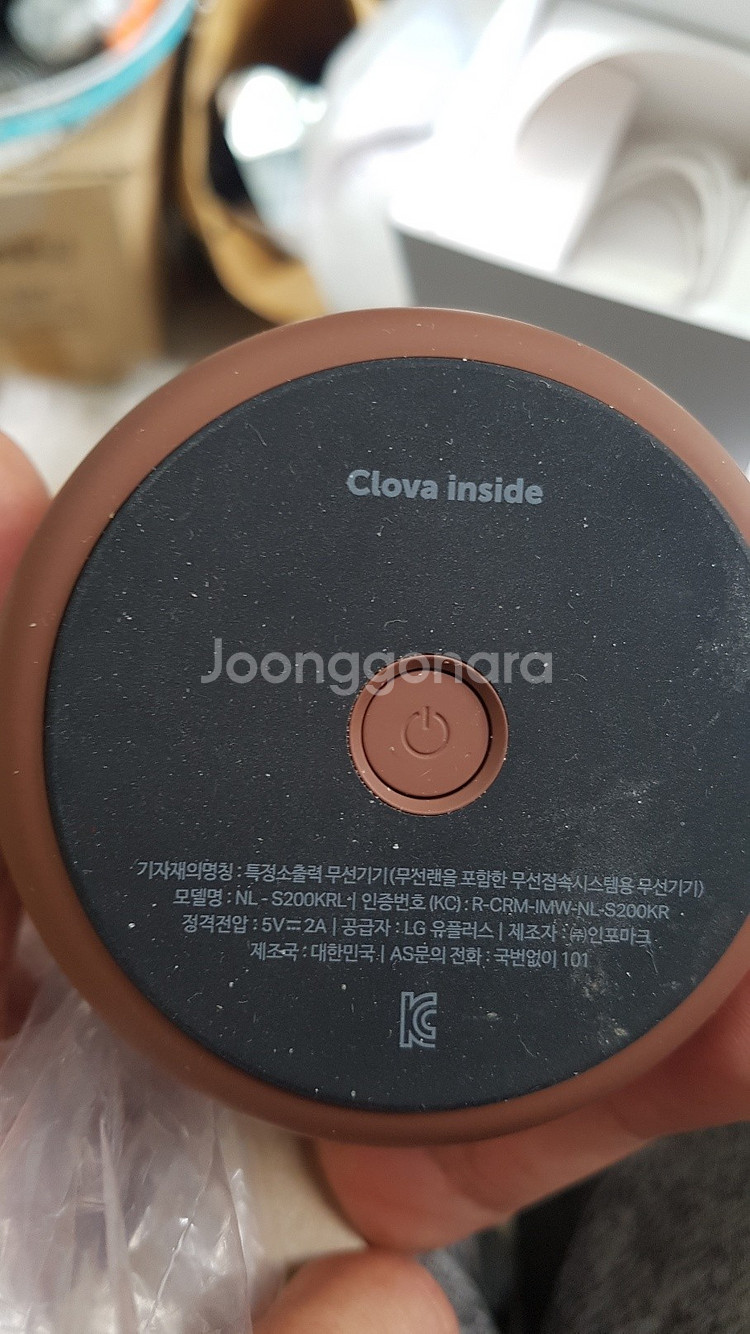 Clova inside
Joonggonara
기자재의명칭 : 특정소출력 무선기기(무선랜을 포함한 무선접속시스템용 무선기기)
모델명 : NL - S200KRL | 인증번호 (KC) : R-CRM-IMW-NL-S200KR
정격전압 : 5V⎓2A | 공급자 : LG 유플러스 | 제조자 : ㈜인포마크
제조국 : 대한민국 | AS문의 전화 : 국번없이 101